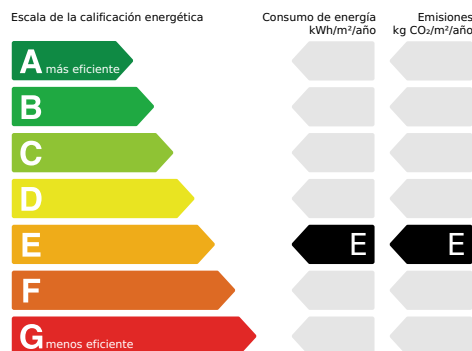 Escala de la calificación energética
Consumo de energía
kWh/m²/año
Emisiones
kg CO₂/m²/año
A más eficiente
B
C
D
E E E
F
G menos eficiente